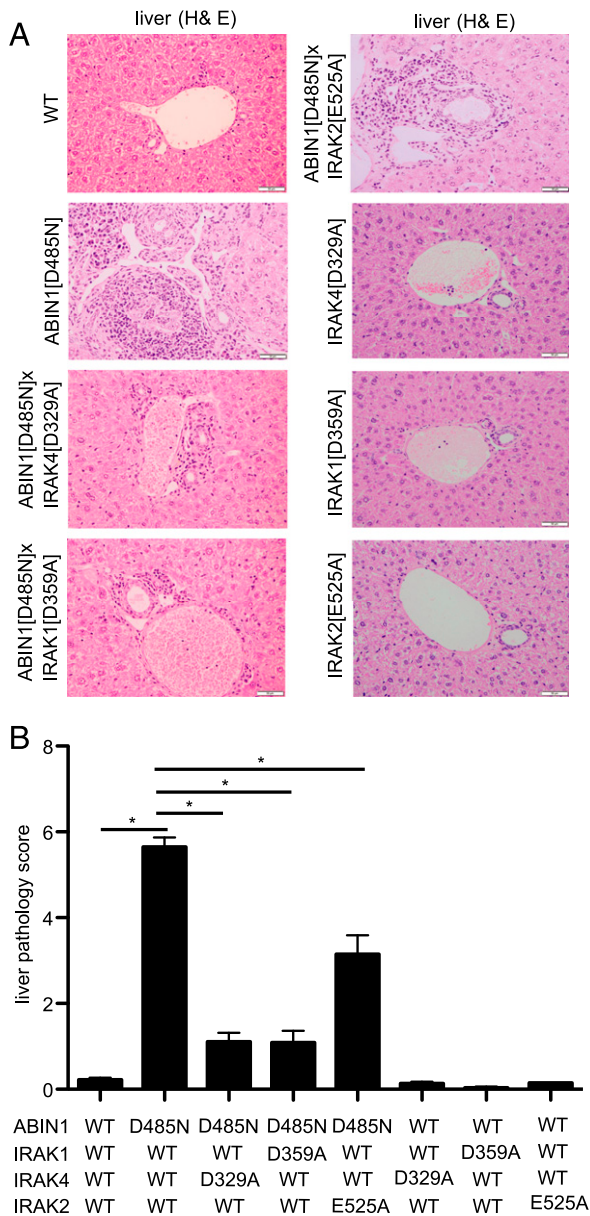 A
liver (H& E)
liver (H& E)
WT
ABIN1[D485N]
ABIN1[D485N]x
IRAK4[D329A]
ABIN1[D485N]x
IRAK1[D359A]
ABIN1[D485N]x
IRAK2[E525A]
IRAK4[D329A]
IRAK1[D359A]
IRAK2[E525A]
B
liver pathology score
8
6
4
2
0
*
*
*
*
ABIN1 WT D485N D485N D485N D485N WT WT WT
IRAK1 WT WT WT D359A WT WT D359A WT
IRAK4 WT WT D329A WT WT D329A WT WT
IRAK2 WT WT WT WT E525A WT WT E525A